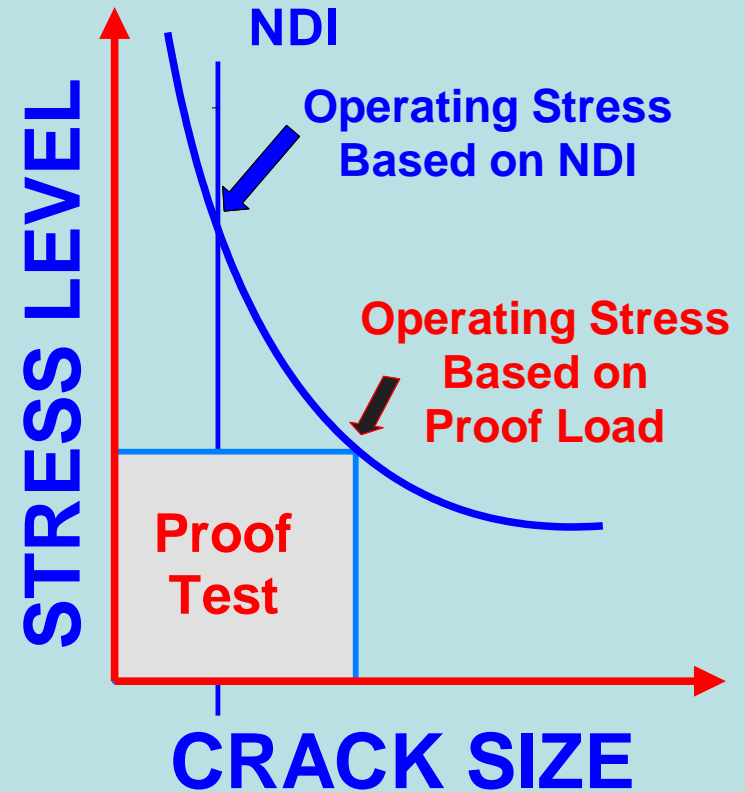 NDI
Operating Stress
Based on NDI
STRESS LEVEL
Operating Stress
Based on
Proof Load
Proof
Test
CRACK SIZE